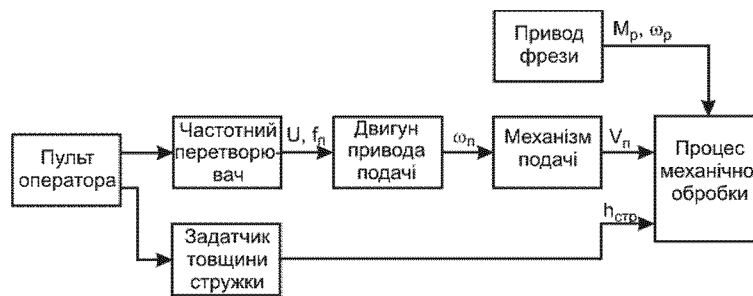 Привод
фрези
Mр, ωр
Пульт
оператора
Частотний
перетворю-
вач
U, fп
Двигун
привода
подачі
ωп
Механізм
подачі
Vп
Процес
механічно
обробки
Задатчик
товщини
стружки
hстр